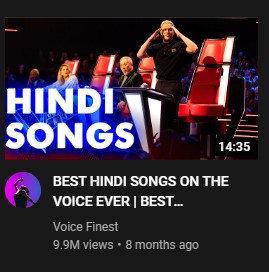 HINDI
SONGS
14:35
BEST HINDI SONGS ON THE
VOICE EVER | BEST...
Voice Finest
9.9M views • 8 months ago